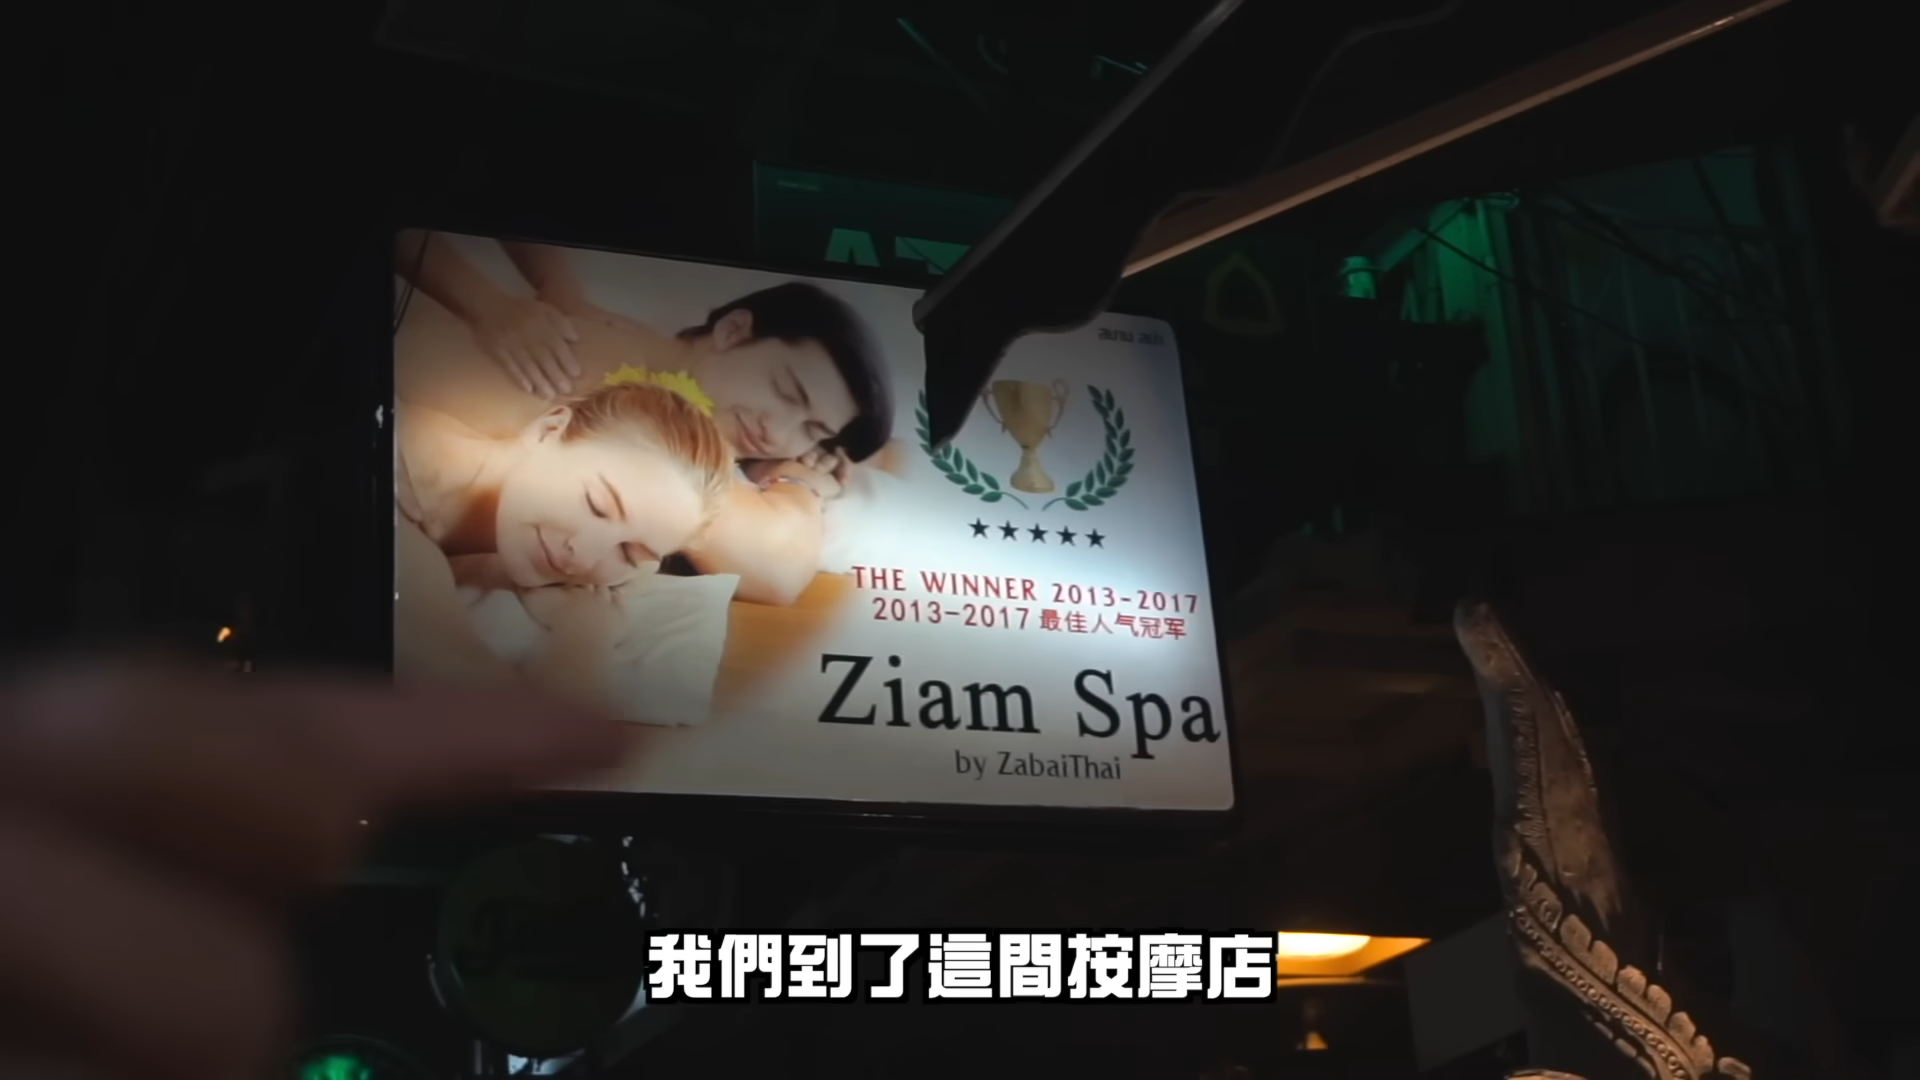 THE WINNER 2013-2017
2013-2017 最佳人气冠军
Ziam Spa
by ZabaiThai
我們到了這間按摩店